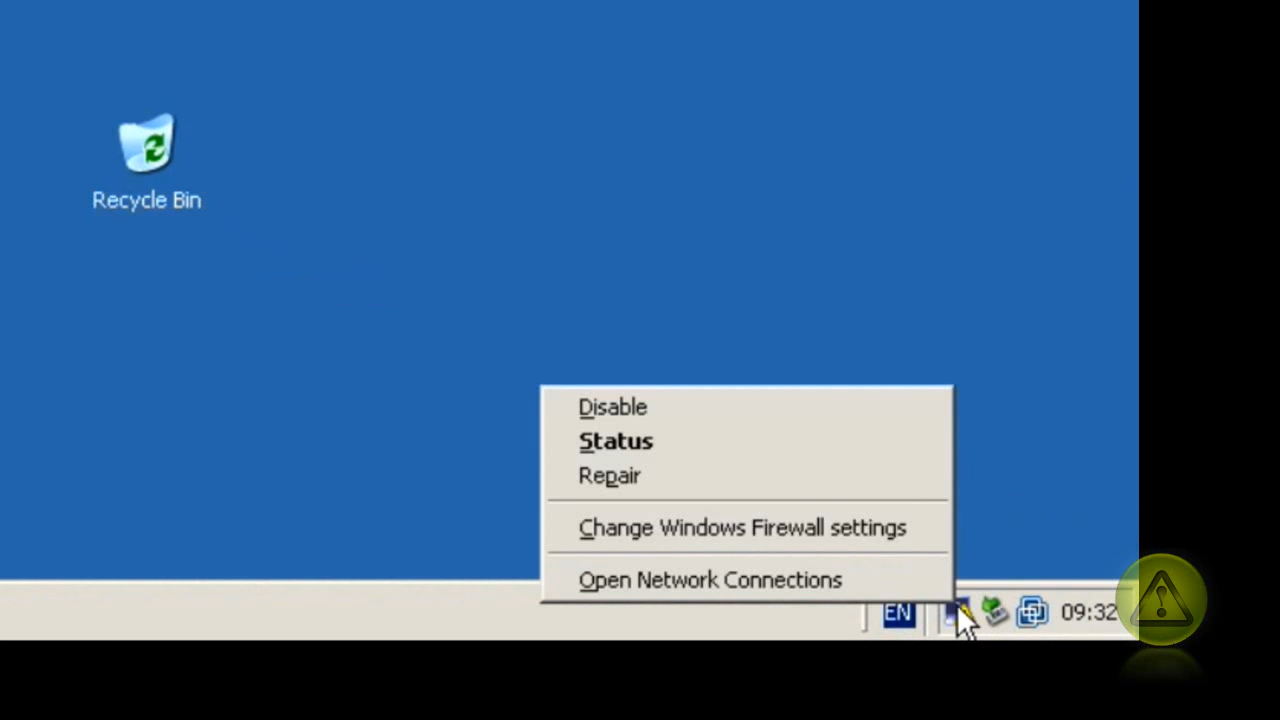 Recycle Bin
Disable
Status
Repair
Change Windows Firewall settings
Open Network Connections
EN
09:32